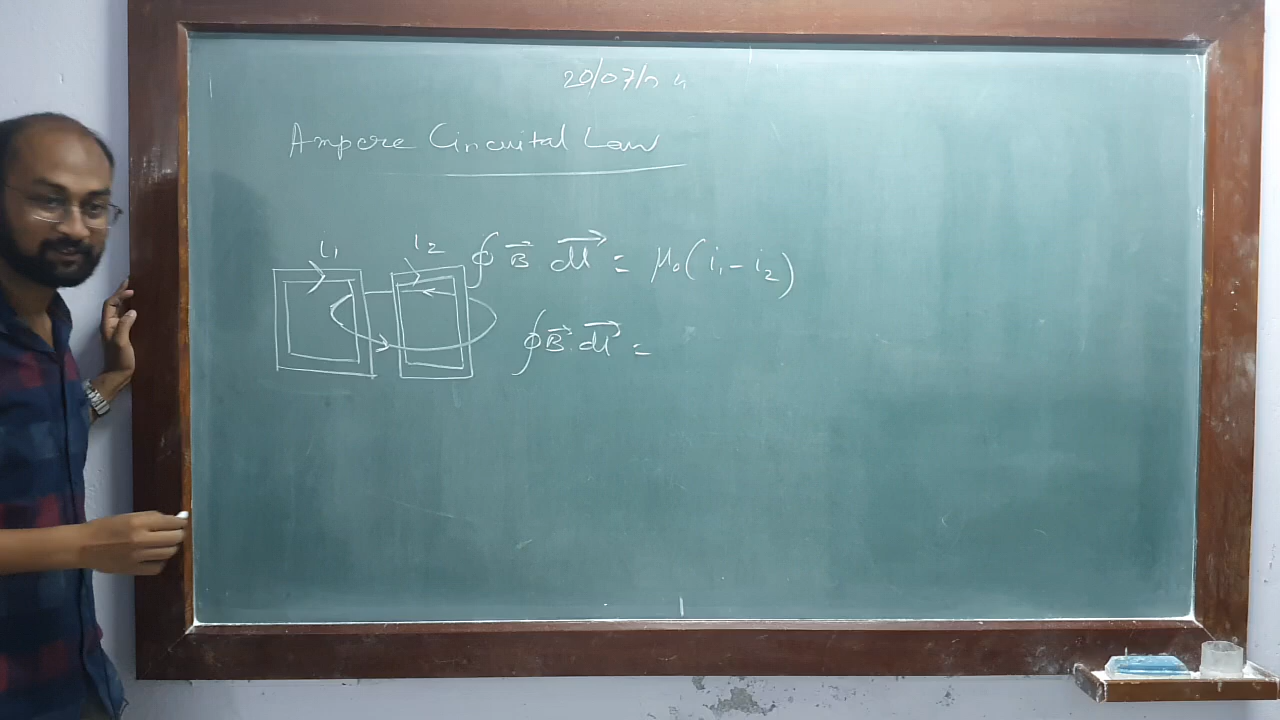 20/07/24
Ampere Circuital Law
i₁ i₂ ∮ B⃗ dl⃗ = μ₀(i₁ - i₂)
∮B⃗.dl⃗ =